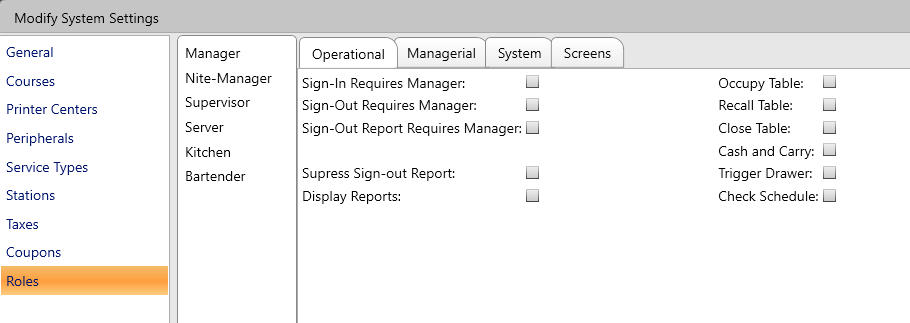 Modify System Settings
General
Courses
Printer Centers
Peripherals
Service Types
Stations
Taxes
Coupons
Roles
Manager
Nite-Manager
Supervisor
Server
Kitchen
Bartender
Operational Managerial System Screens
Sign-In Requires Manager:
Sign-Out Requires Manager:
Sign-Out Report Requires Manager:
Supress Sign-out Report:
Display Reports:
Occupy Table:
Recall Table:
Close Table:
Cash and Carry:
Trigger Drawer:
Check Schedule: